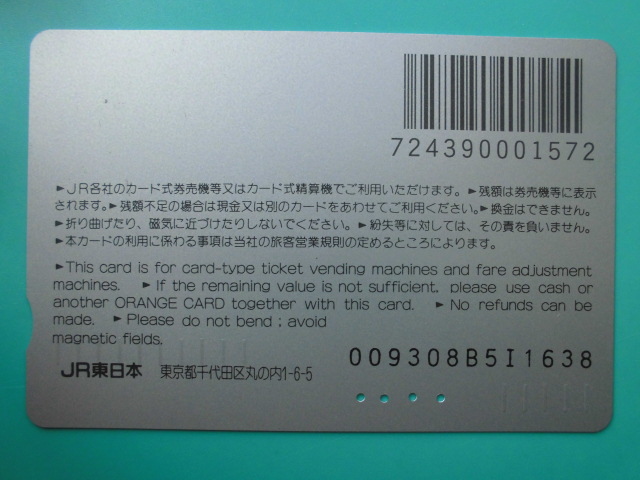 724390001572
►JR各社のカード式券売機等又はカード式精算機でご利用いただけます。►残額は券売機等に表示
されます。►残額不足の場合は現金又は別のカードをあわせてご利用ください。►換金はできません。
►折り曲げたり、磁気に近づけたりしないでください。►紛失等に対しては、その責を負いません。
►本カードの利用に係わる事項は当社の旅客営業規則の定めるところによります。
►This card is for card-type ticket vending machines and fare adjustment
machines. ►If the remaining value is not sufficient, please use cash or
another ORANGE CARD together with this card. ►No refunds can be
made. ►Please do not bend ; avoid
magnetic fields.
009308B5I1638
JR東日本 東京都千代田区丸の内1-6-5